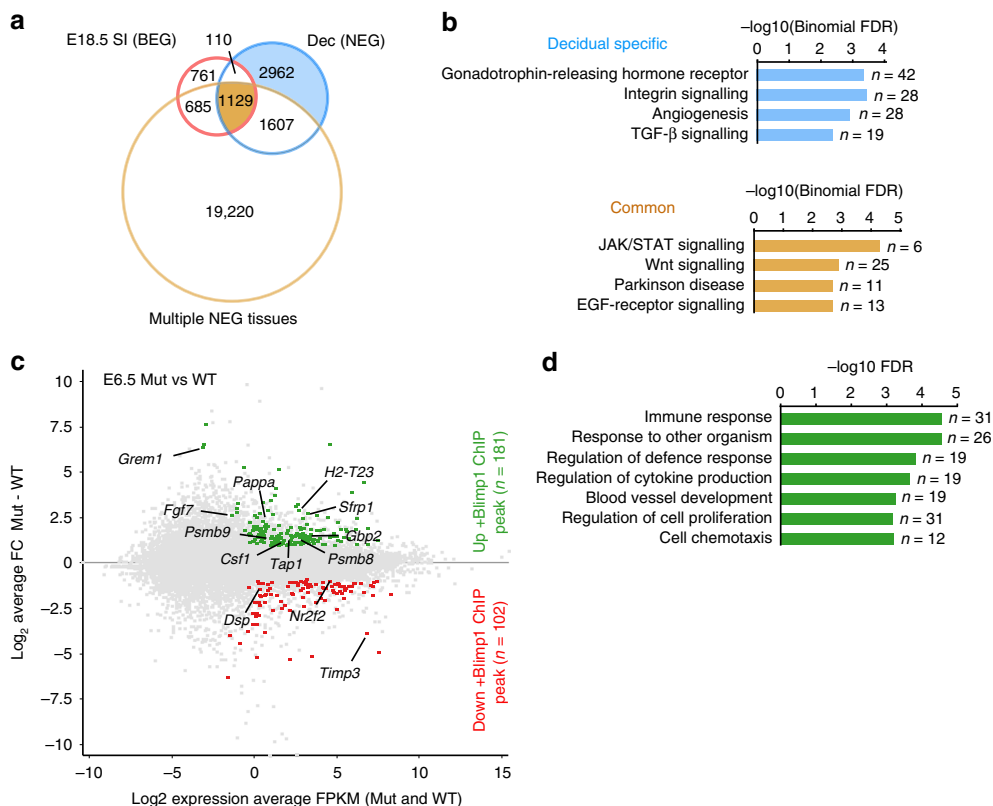 a
E18.5 SI (BEG)
110
Dec (NEG)
761
2962
685
1129
1607
19,220
Multiple NEG tissues
b
–log10(Binomial FDR)
Decidual specific
0 1 2 3 4
Gonadotrophin-releasing hormone receptor n = 42
Integrin signalling n = 28
Angiogenesis n = 28
TGF-β signalling n = 19
–log10(Binomial FDR)
Common
0 1 2 3 4 5
JAK/STAT signalling n = 6
Wnt signalling n = 25
Parkinson disease n = 11
EGF-receptor signalling n = 13
c
E6.5 Mut vs WT
Log2 average FC Mut - WT
10
7.5
5
2.5
0
–2.5
–5
–7.5
–10
Grem1
Pappa
H2-T23
Fgf7
Sfrp1
Psmb9
Gbp2
Csf1
Tap1
Psmb8
Dsp
Nr2f2
Timp3
Up +Blimp1 ChIP
peak (n = 181)
Down +Blimp1 ChIP
peak (n = 102)
–10 –5 0 5 10 15
Log2 expression average FPKM (Mut and WT)
d
–log10 FDR
0 1 2 3 4 5
Immune response n = 31
Response to other organism n = 26
Regulation of defence response n = 19
Regulation of cytokine production n = 19
Blood vessel development n = 19
Regulation of cell proliferation n = 31
Cell chemotaxis n = 12